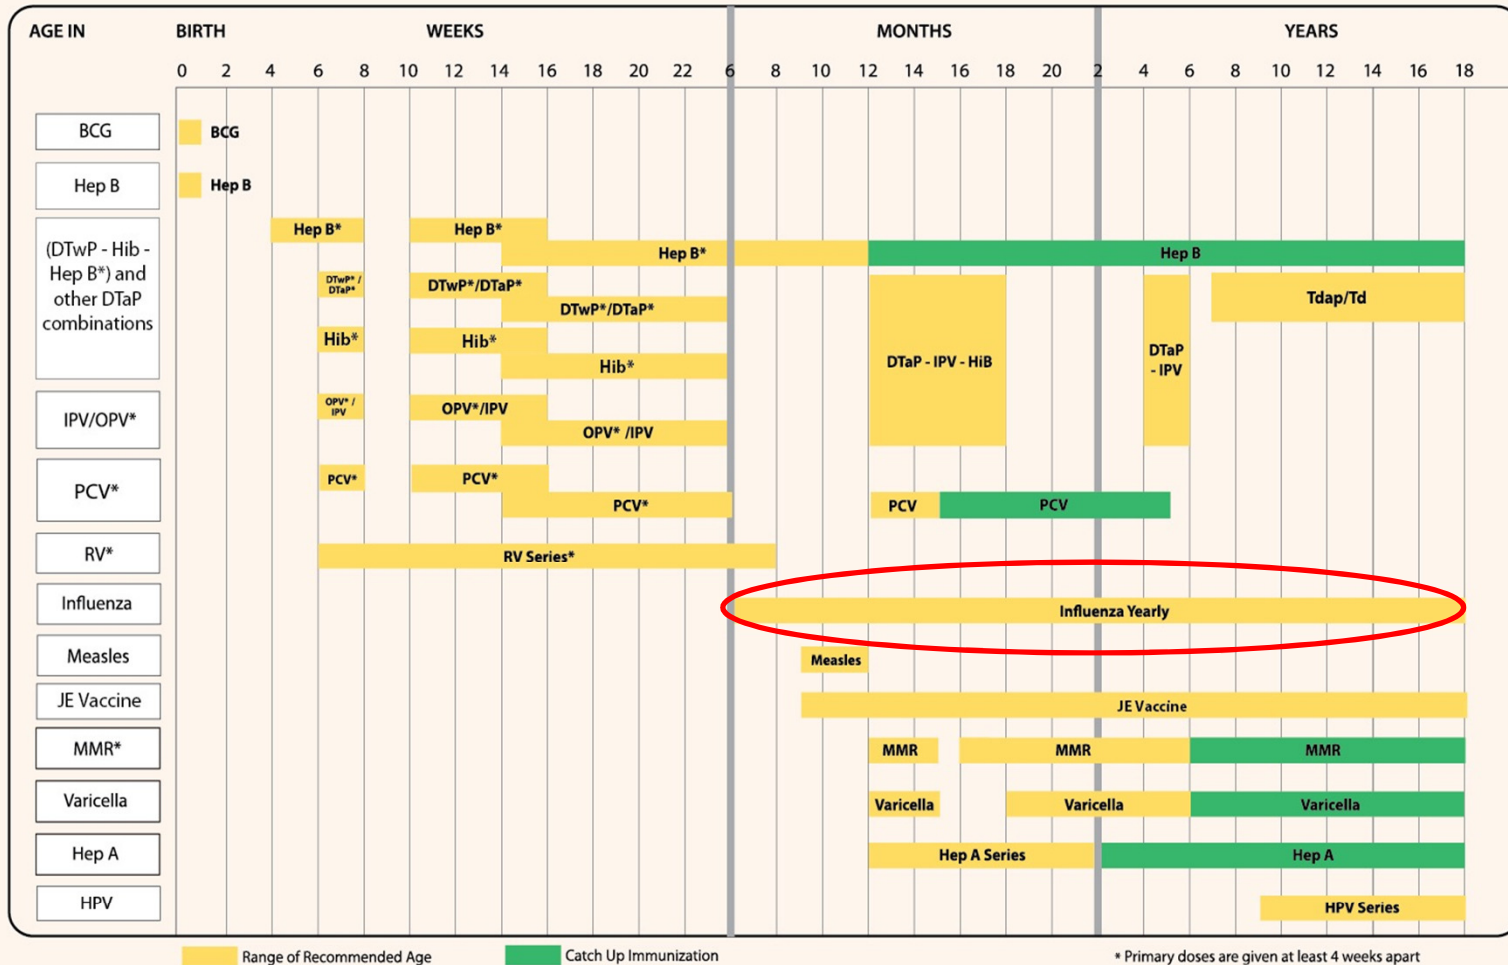 AGE IN BIRTH WEEKS MONTHS YEARS
0 2 4 6 8 10 12 14 16 18 20 22 6 8 10 12 14 16 18 20 2 4 6 8 10 12 14 16 18
BCG
BCG
Hep B
Hep B
(DTwP - Hib -
Hep B*) and
other DTaP
combinations
Hep B*
Hep B*
Hep B*
Hep B
DTwP* /
DTaP*
DTwP*/DTaP*
DTwP*/DTaP*
Hib*
Hib*
Hib*
DTaP - IPV - HiB
DTaP
- IPV
Tdap/Td
IPV/OPV*
OPV* /
IPV
OPV*/IPV
OPV* /IPV
PCV*
PCV*
PCV*
PCV*
PCV
PCV
RV*
RV Series*
Influenza
Influenza Yearly
Measles
Measles
JE Vaccine
JE Vaccine
MMR*
MMR
MMR
MMR
Varicella
Varicella
Varicella
Varicella
Hep A
Hep A Series
Hep A
HPV
HPV Series
Range of Recommended Age
Catch Up Immunization
* Primary doses are given at least 4 weeks apart